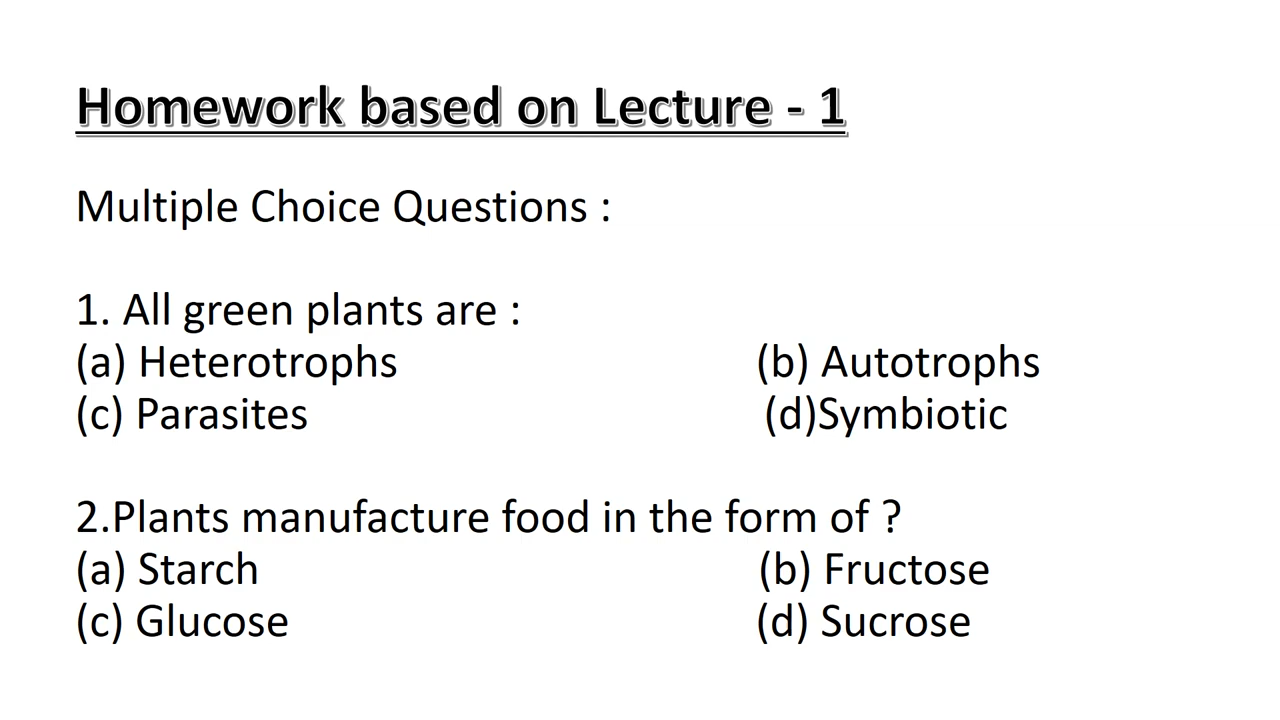 Homework based on Lecture - 1
Multiple Choice Questions :
1. All green plants are :
(a) Heterotrophs (b) Autotrophs
(c) Parasites (d)Symbiotic
2.Plants manufacture food in the form of ?
(a) Starch (b) Fructose
(c) Glucose (d) Sucrose